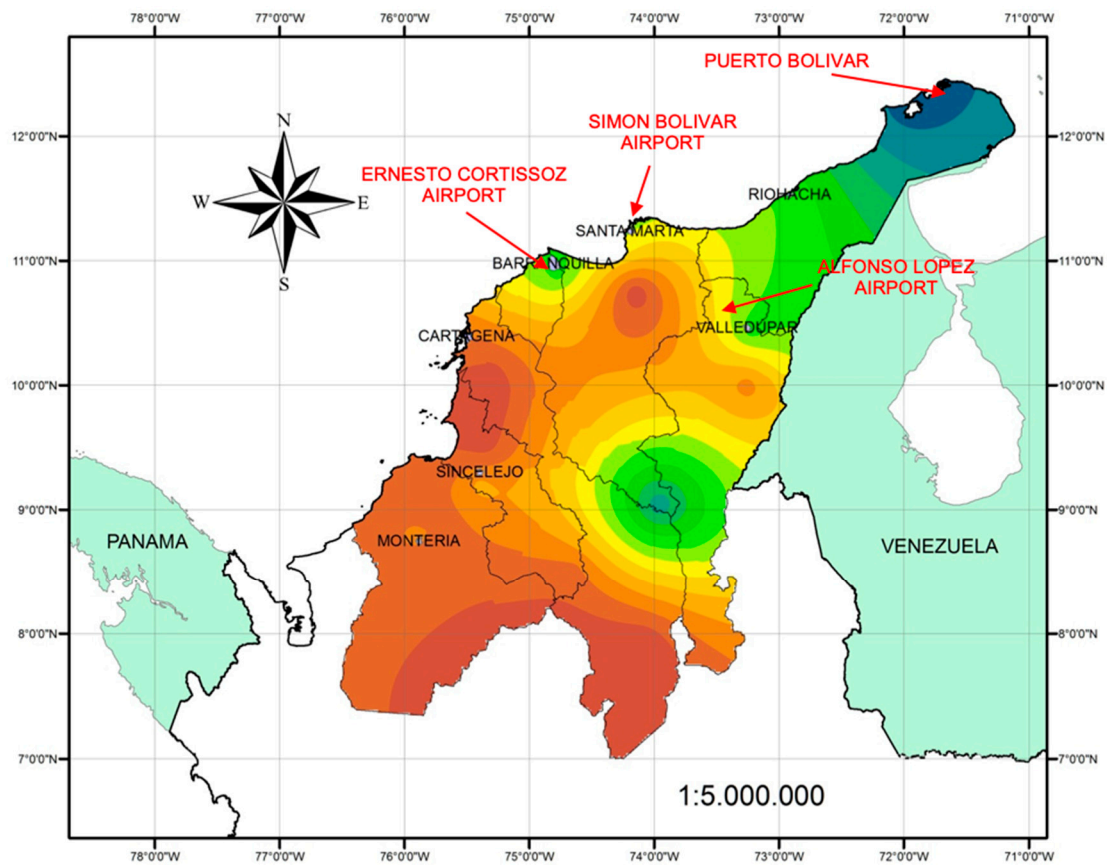 78°0'0"W 77°0'0"W 76°0'0"W 75°0'0"W 74°0'0"W 73°0'0"W 72°0'0"W 71°0'0"W
PUERTO BOLIVAR
SIMON BOLIVAR
AIRPORT
12°0'0"N 12°0'0"N
N
W E
S
ERNESTO CORTISSOZ
AIRPORT
RIOHACHA
SANTA MARTA
11°0'0"N 11°0'0"N
BARRANQUILLA
ALFONSO LOPEZ
AIRPORT
CARTAGENA
VALLEDUPAR
10°0'0"N 10°0'0"N
SINCELEJO
9°0'0"N 9°0'0"N
PANAMA
MONTERIA
VENEZUELA
8°0'0"N 8°0'0"N
7°0'0"N 7°0'0"N
1:5.000.000
78°0'0"W 77°0'0"W 76°0'0"W 75°0'0"W 74°0'0"W 73°0'0"W 72°0'0"W 71°0'0"W